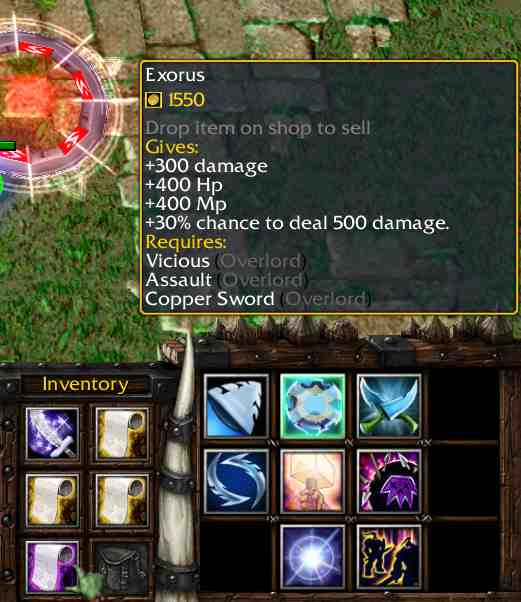 Exorus
1550
Drop item on shop to sell
Gives:
+300 damage
+400 Hp
+400 Mp
+30% chance to deal 500 damage.
Requires:
Vicious (Overlord)
Assault (Overlord)
Copper Sword (Overlord)
Inventory